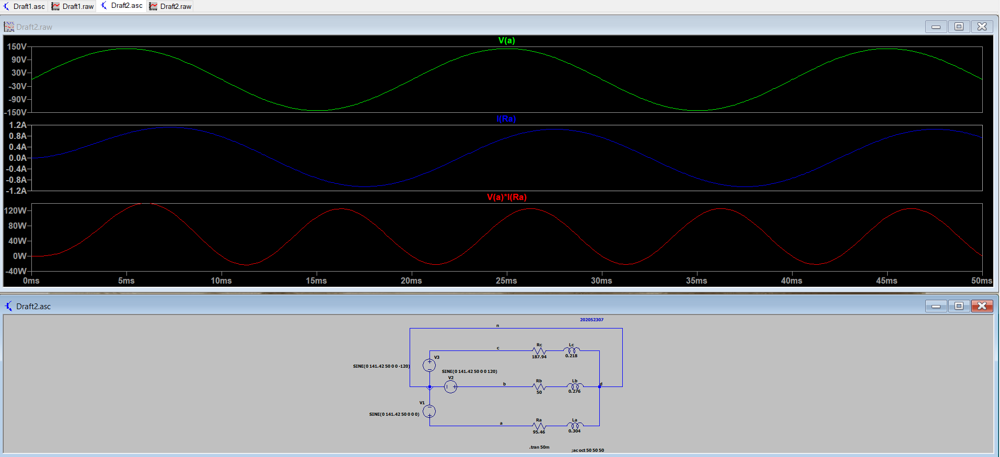 Draft1.asc Draft1.raw Draft2.asc Draft2.raw
Draft2.raw
V(a)
150V
90V
30V
-30V
-90V
-150V
I(Ra)
1.2A
0.8A
0.4A
0.0A
-0.4A
-0.8A
-1.2A
V(a)*I(Ra)
120W
80W
40W
0W
-40W
0ms 5ms 10ms 15ms 20ms 25ms 30ms 35ms 40ms 45ms 50ms
Draft2.asc
202052307
n
Rc Lc
c
187.94 0.218
V3
SINE(0 141.42 50 0 0 -120)
SINE(0 141.42 50 0 0 120)
V2
Rb Lb
b d
50 0.276
V1
SINE(0 141.42 50 0 0 0)
Ra La
a
95.46 0.304
.tran 50m
;ac oct 50 50 50